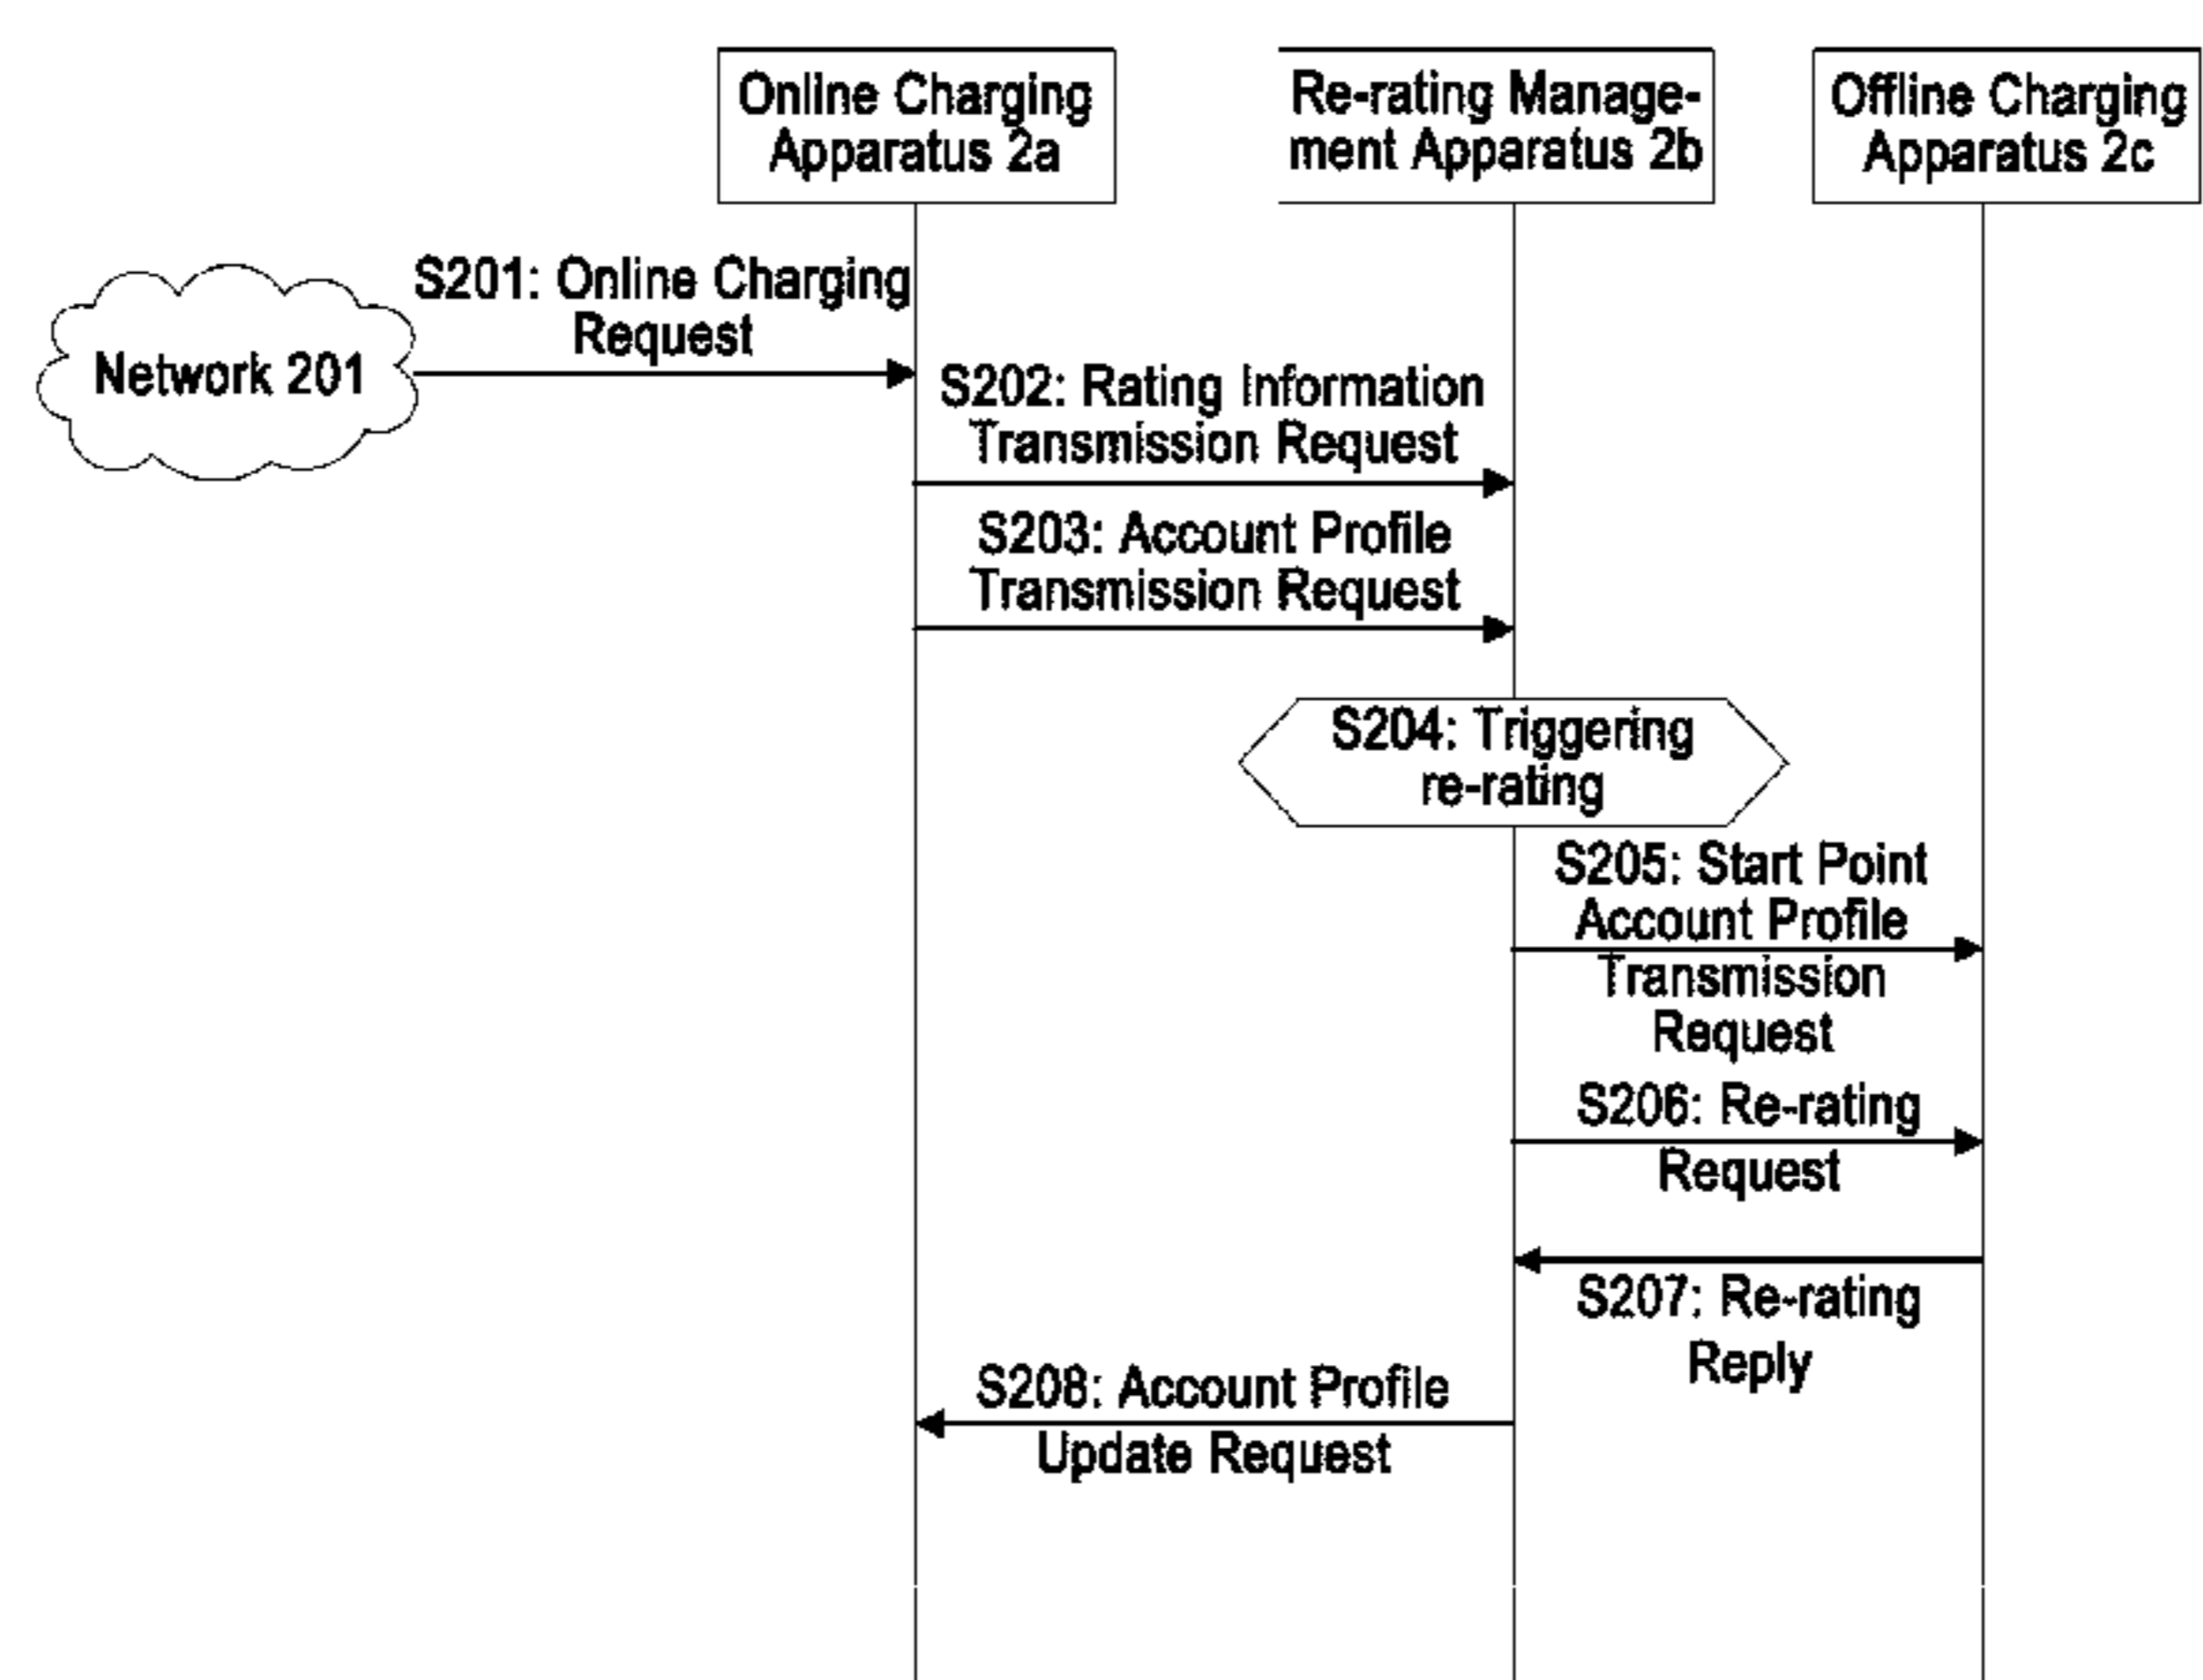 Online Charging
Apparatus 2a
Re-rating Manage-
ment Apparatus 2b
Offline Charging
Apparatus 2c
S201: Online Charging
Request
Network 201
S202: Rating Information
Transmission Request
S203: Account Profile
Transmission Request
S204: Triggering
re-rating
S205: Start Point
Account Profile
Transmission
Request
S206: Re-rating
Request
S207: Re-rating
Reply
S208: Account Profile
Update Request